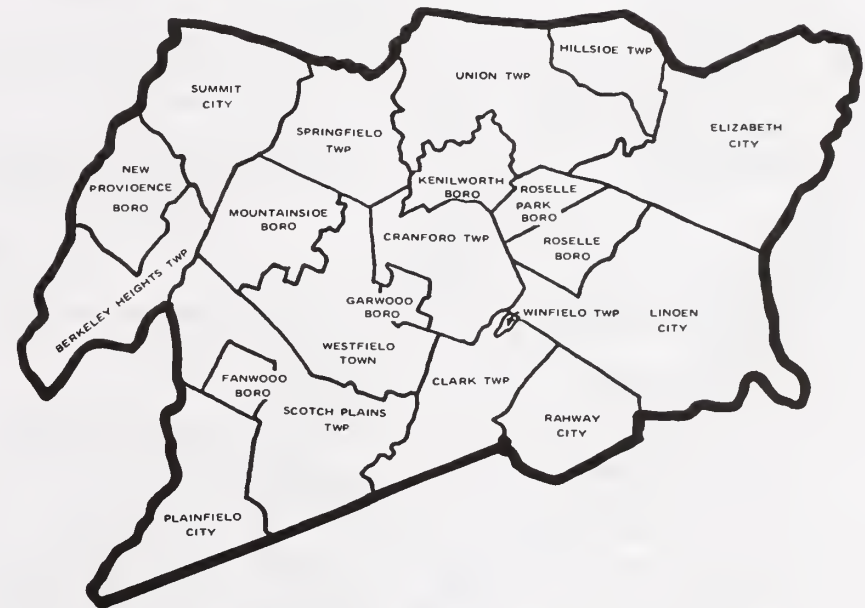 HILLSIOE TWP
UNION TWP
SUMMIT
CITY
ELIZABETH
CITY
SPRINGFIELO
TWP
NEW
PROVIOENCE
BORO
KENILWORTH
BORO
ROSELLE
PARK
BORO
MOUNTAINSIOE
BORO
CRANFORD TWP
ROSELLE
BORO
BERKELEY HEIGHTS TWP
GARWOOO
BORO
WINFIELD TWP
LINOEN
CITY
WESTFIELO
TOWN
FANWOOO
BORO
CLARK TWP
SCOTCH PLAINS
TWP
RAHWAY
CITY
PLAINFIELO
CITY